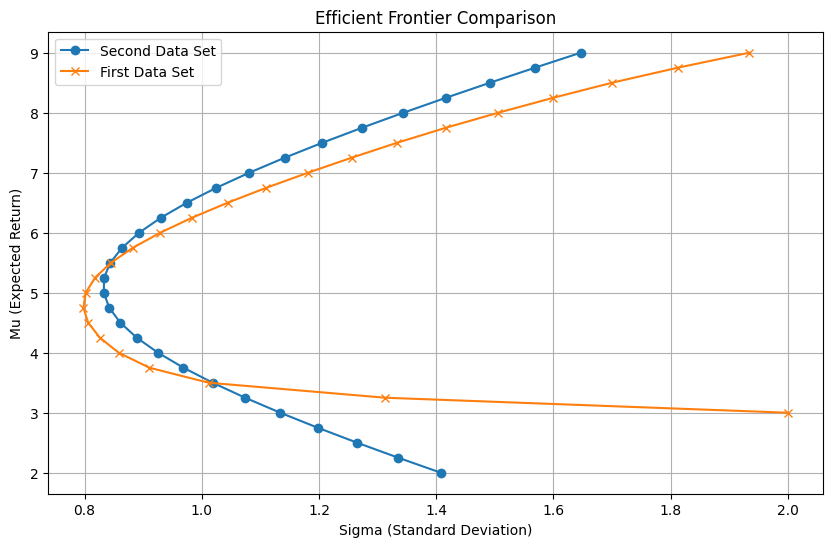 Efficient Frontier Comparison
Second Data Set
First Data Set
Mu (Expected Return)
9
8
7
6
5
4
3
2
0.8 1.0 1.2 1.4 1.6 1.8 2.0
Sigma (Standard Deviation)